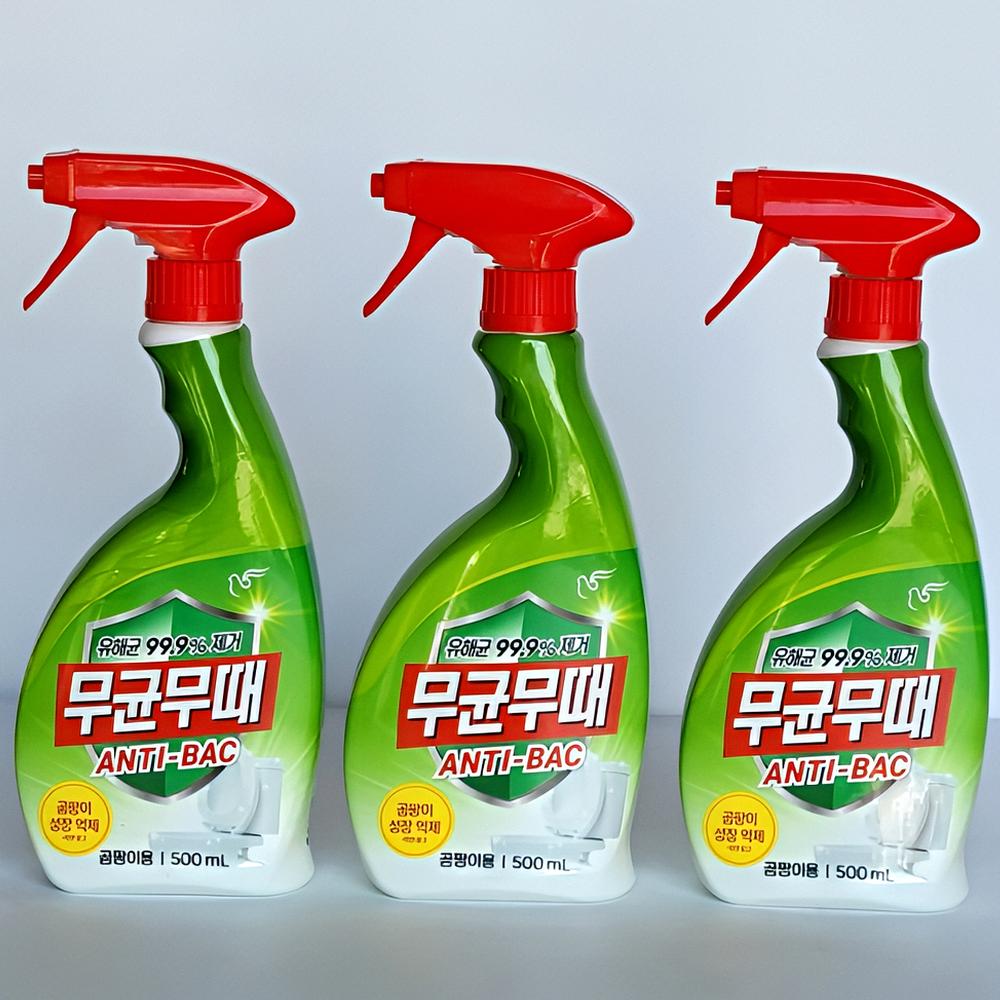 유해균 99.9% 제거
무균무때
ANTI-BAC
곰팡이
성장 억제
곰팡이용 | 500 mL
유해균 99.9% 제거
무균무때
ANTI-BAC
곰팡이
성장 억제
곰팡이용 | 500 mL
유해균 99.9% 제거
무균무때
ANTI-BAC
곰팡이
성장 억제
곰팡이용 | 500 mL